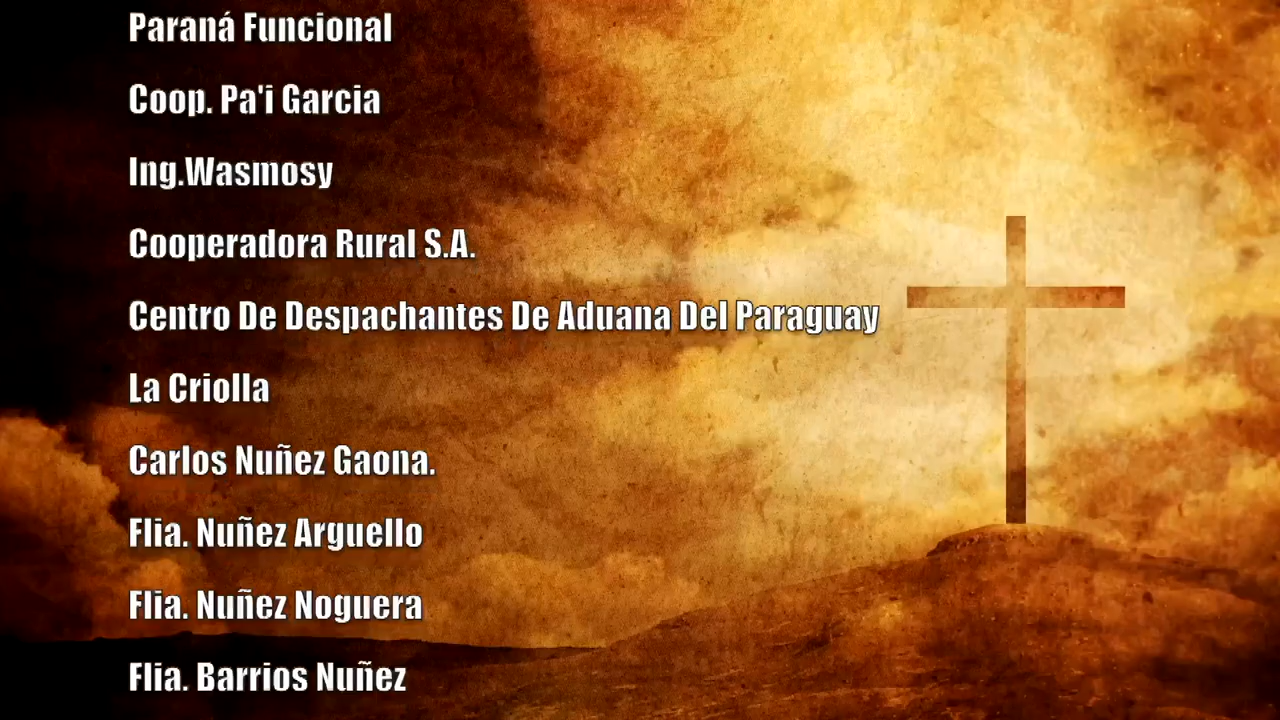 Paraná Funcional
Coop. Pa'i Garcia
Ing.Wasmosy
Cooperadora Rural S.A.
Centro De Despachantes De Aduana Del Paraguay
La Criolla
Carlos Nuñez Gaona.
Flia. Nuñez Arguello
Flia. Nuñez Noguera
Flia. Barrios Nuñez